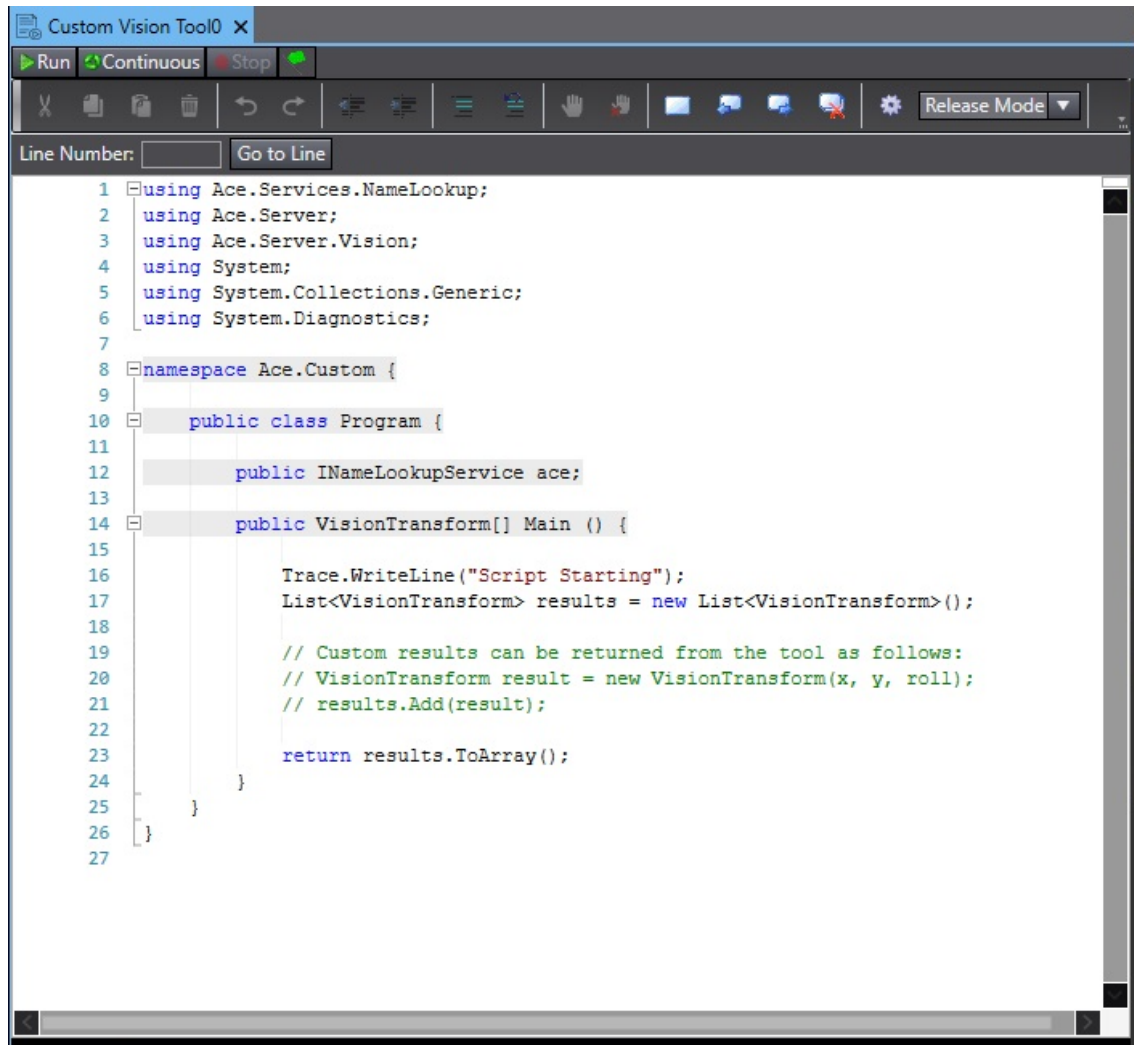 Custom Vision Tool0 X
Run Continuous Stop
Release Mode
Line Number: Go to Line
1 using Ace.Services.NameLookup;
2 using Ace.Server;
3 using Ace.Server.Vision;
4 using System;
5 using System.Collections.Generic;
6 using System.Diagnostics;
7
8 namespace Ace.Custom {
9
10 public class Program {
11
12 public INameLookupService ace;
13
14 public VisionTransform[] Main () {
15
16 Trace.WriteLine("Script Starting");
17 List<VisionTransform> results = new List<VisionTransform>();
18
19 // Custom results can be returned from the tool as follows:
20 // VisionTransform result = new VisionTransform(x, y, roll);
21 // results.Add(result);
22
23 return results.ToArray();
24 }
25 }
26 }
27